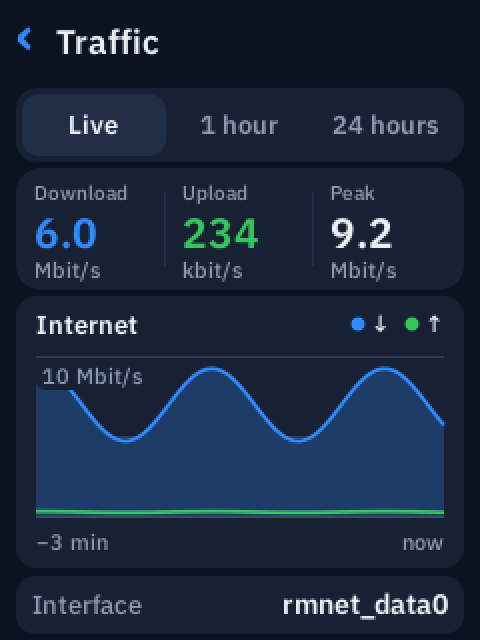 Traffic
Live 1 hour 24 hours
Download Upload Peak
6.0 234 9.2
Mbit/s kbit/s Mbit/s
Internet ↓ ↑
10 Mbit/s
−3 min now
Interface rmnet_data0